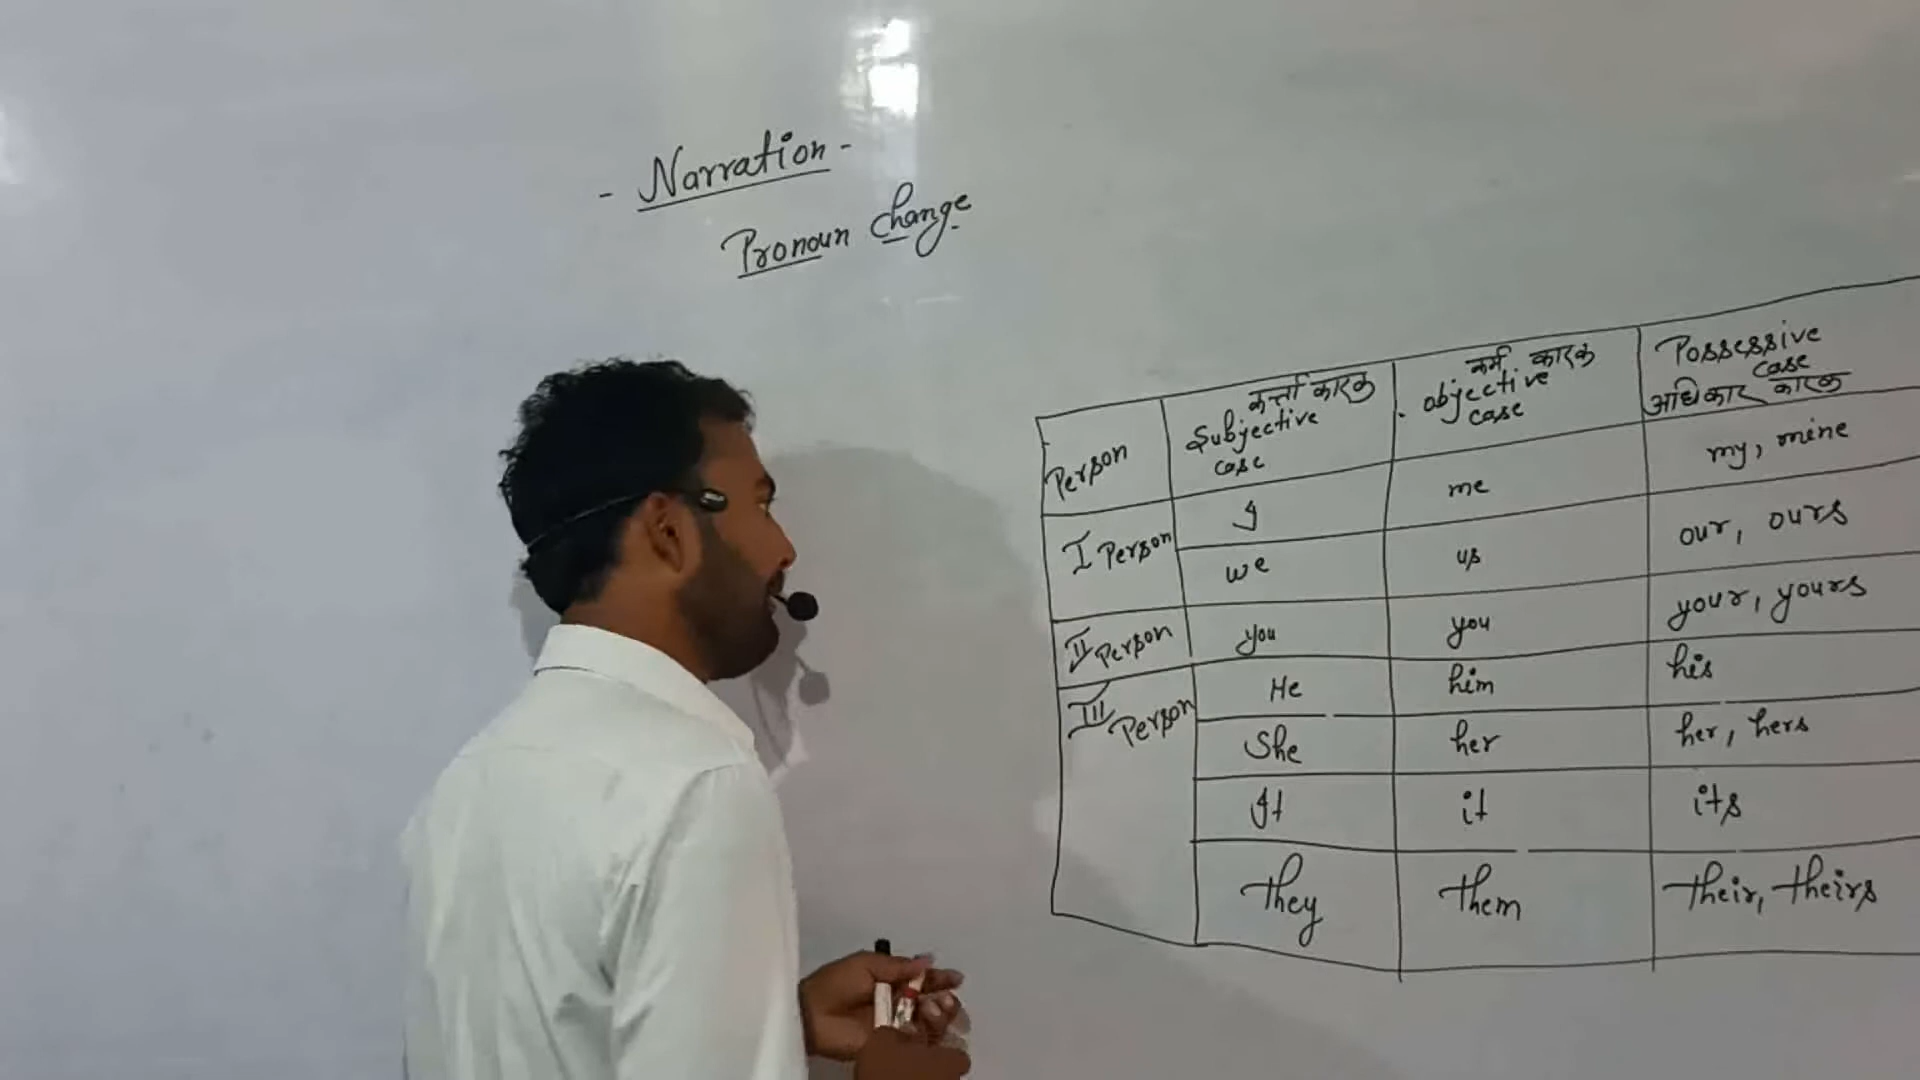 - Narration -
Pronoun change
Person
कर्त्ता कारक
Subjective
case
कर्म कारक
objective
case
Possessive
case
अधिकार कारक
I Person
I
me
my, mine
we
us
our, ours
II Person
you
you
your, yours
III Person
He
him
his
She
her
her, hers
It
it
its
they
them
their, theirs